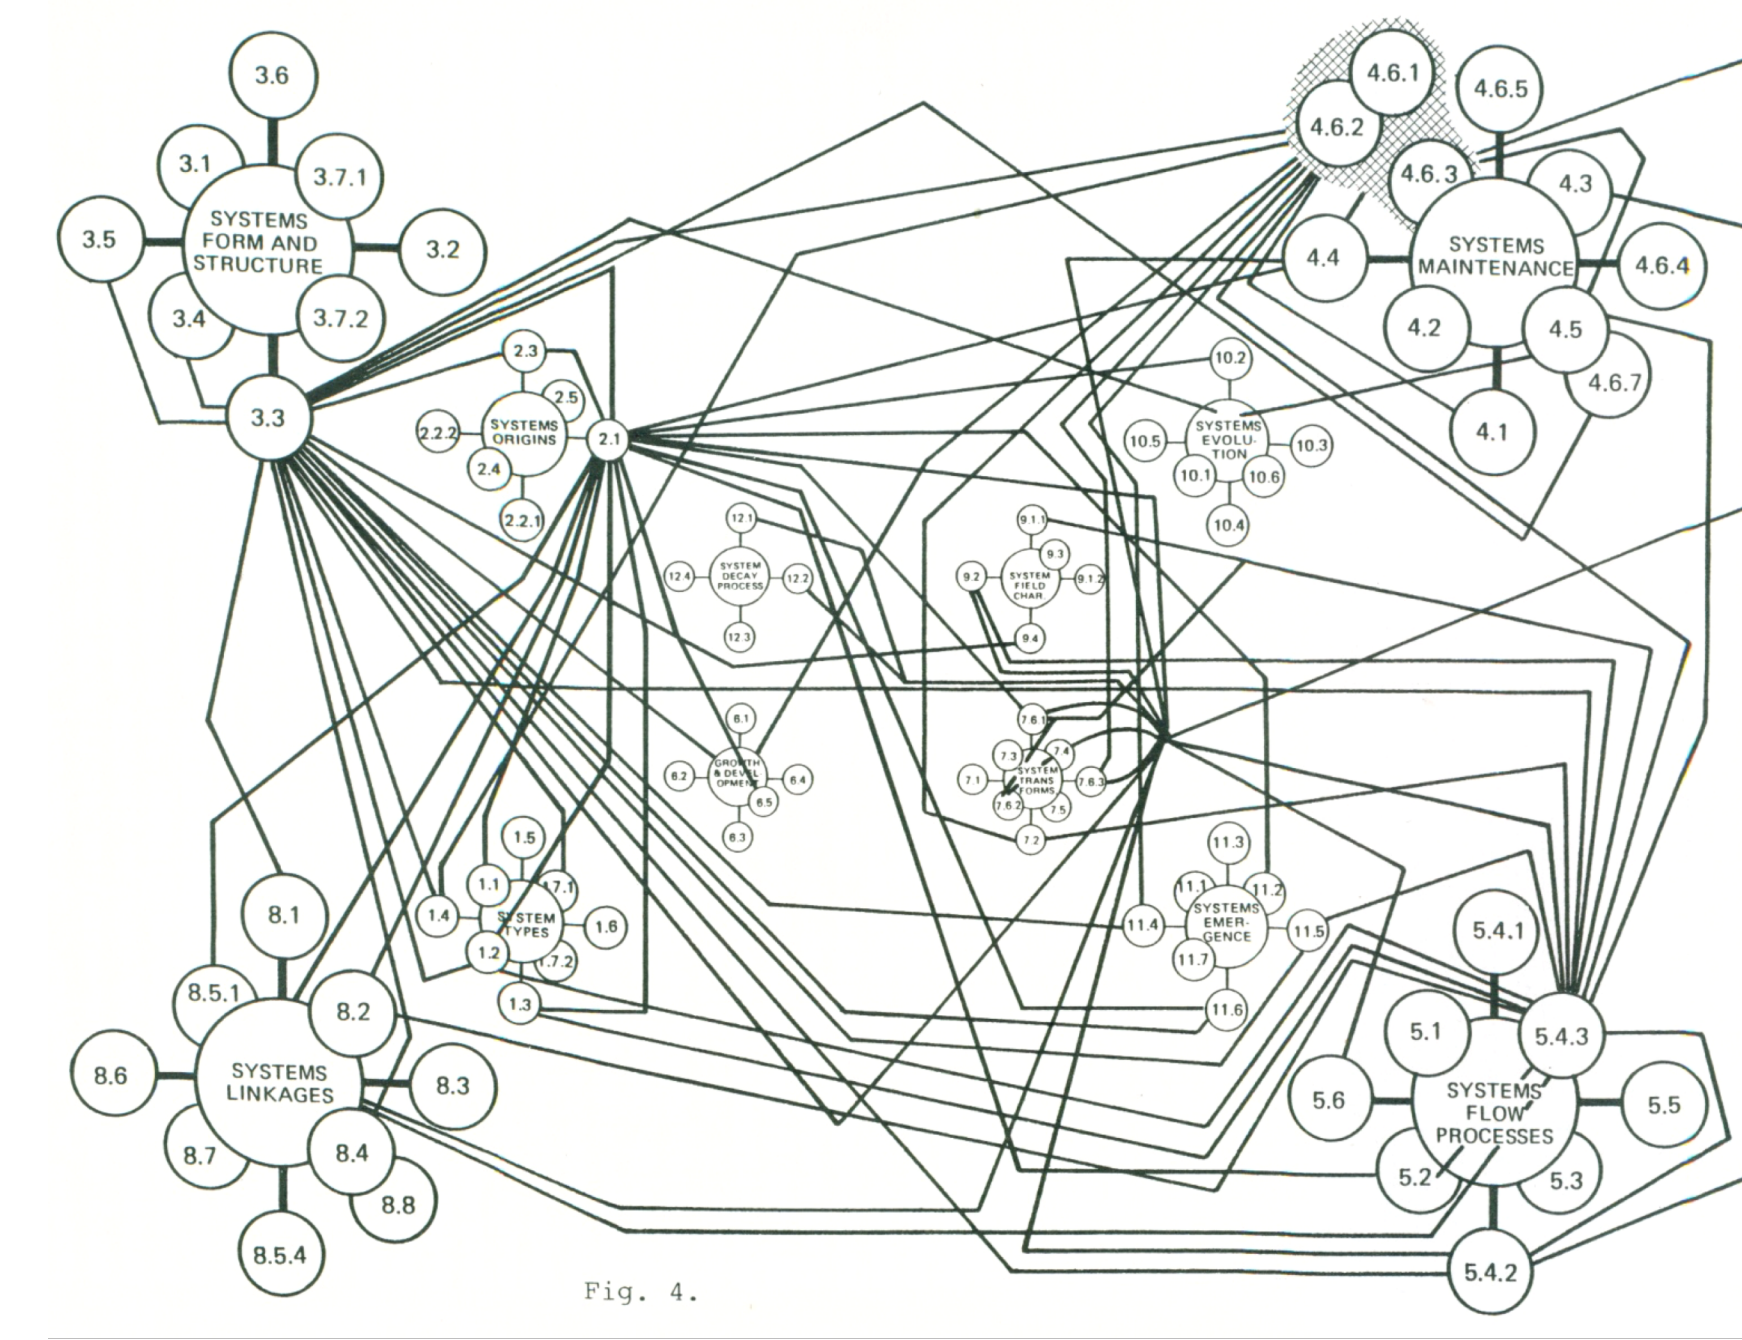 3.6
3.1
3.7.1
SYSTEMS
FORM AND
STRUCTURE
3.5
3.2
3.4
3.7.2
3.3
4.6.1
4.6.2
4.6.5
4.6.3
4.3
SYSTEMS
MAINTENANCE
4.4
4.6.4
4.2
4.5
4.6.7
4.1
2.3
2.5
SYSTEMS
ORIGINS
2.2.2
2.1
2.4
2.2.1
10.2
SYSTEMS
EVOLU-
TION
10.5
10.3
10.1
10.6
10.4
12.1
SYSTEM
DECAY
PROCESS
12.4
12.2
12.3
9.1.1
9.3
9.2
SYSTEM
FIELD
CHAR.
9.1.2
9.4
6.1
GROWTH
& DEVEL
OPMENT
6.2
6.4
6.5
6.3
7.6.1
7.3
7.4
7.1
SYSTEM
TRANS
FORMS
7.6.3
7.6.2
7.5
7.2
1.5
1.1
1.7.1
1.4
SYSTEM
TYPES
1.6
1.2
1.7.2
1.3
11.3
11.1
11.2
SYSTEMS
EMER-
GENCE
11.4
11.5
11.7
11.6
8.1
8.5.1
8.2
SYSTEMS
LINKAGES
8.6
8.3
8.7
8.4
8.8
8.5.4
5.4.1
5.1
5.4.3
SYSTEMS
FLOW
PROCESSES
5.6
5.5
5.2
5.3
5.4.2
Fig. 4.